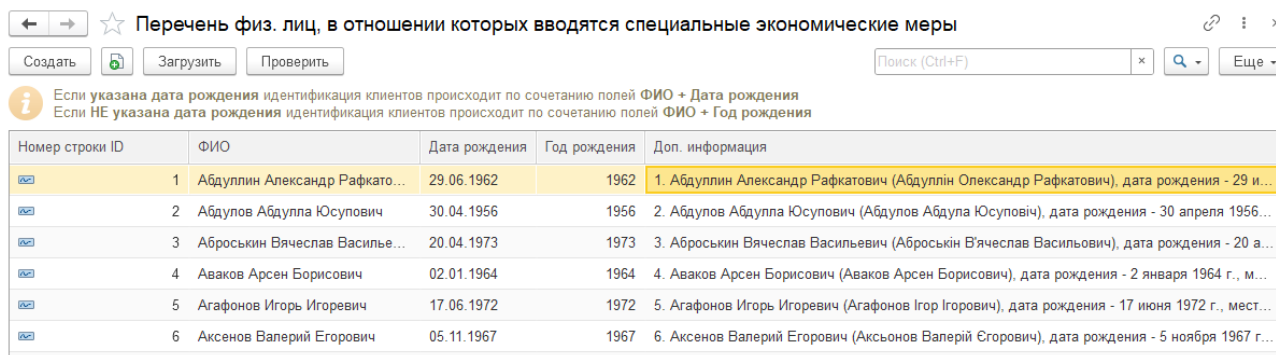 Перечень физ. лиц, в отношении которых вводятся специальные экономические меры
Создать Загрузить Проверить Поиск (Ctrl+F) × Еще
Если указана дата рождения идентификация клиентов происходит по сочетанию полей ФИО + Дата рождения
Если НЕ указана дата рождения идентификация клиентов происходит по сочетанию полей ФИО + Год рождения
Номер строки ID ФИО Дата рождения Год рождения Доп. информация
1 Абдуллин Александр Рафкато... 29.06.1962 1962 1. Абдуллин Александр Рафкатович (Абдуллін Олександр Рафкатович), дата рождения - 29 и...
2 Абдулов Абдулла Юсупович 30.04.1956 1956 2. Абдулов Абдулла Юсупович (Абдулов Абдула Юсуповіч), дата рождения - 30 апреля 1956...
3 Аброськин Вячеслав Василье... 20.04.1973 1973 3. Аброськин Вячеслав Васильевич (Аброськін В'ячеслав Васильович), дата рождения - 20 а...
4 Аваков Арсен Борисович 02.01.1964 1964 4. Аваков Арсен Борисович (Аваков Арсен Борисович), дата рождения - 2 января 1964 г., м...
5 Агафонов Игорь Игоревич 17.06.1972 1972 5. Агафонов Игорь Игоревич (Агафонов Ігор Ігорович), дата рождения - 17 июня 1972 г., мест...
6 Аксенов Валерий Егорович 05.11.1967 1967 6. Аксенов Валерий Егорович (Аксьонов Валерій Єгорович), дата рождения - 5 ноября 1967 г...